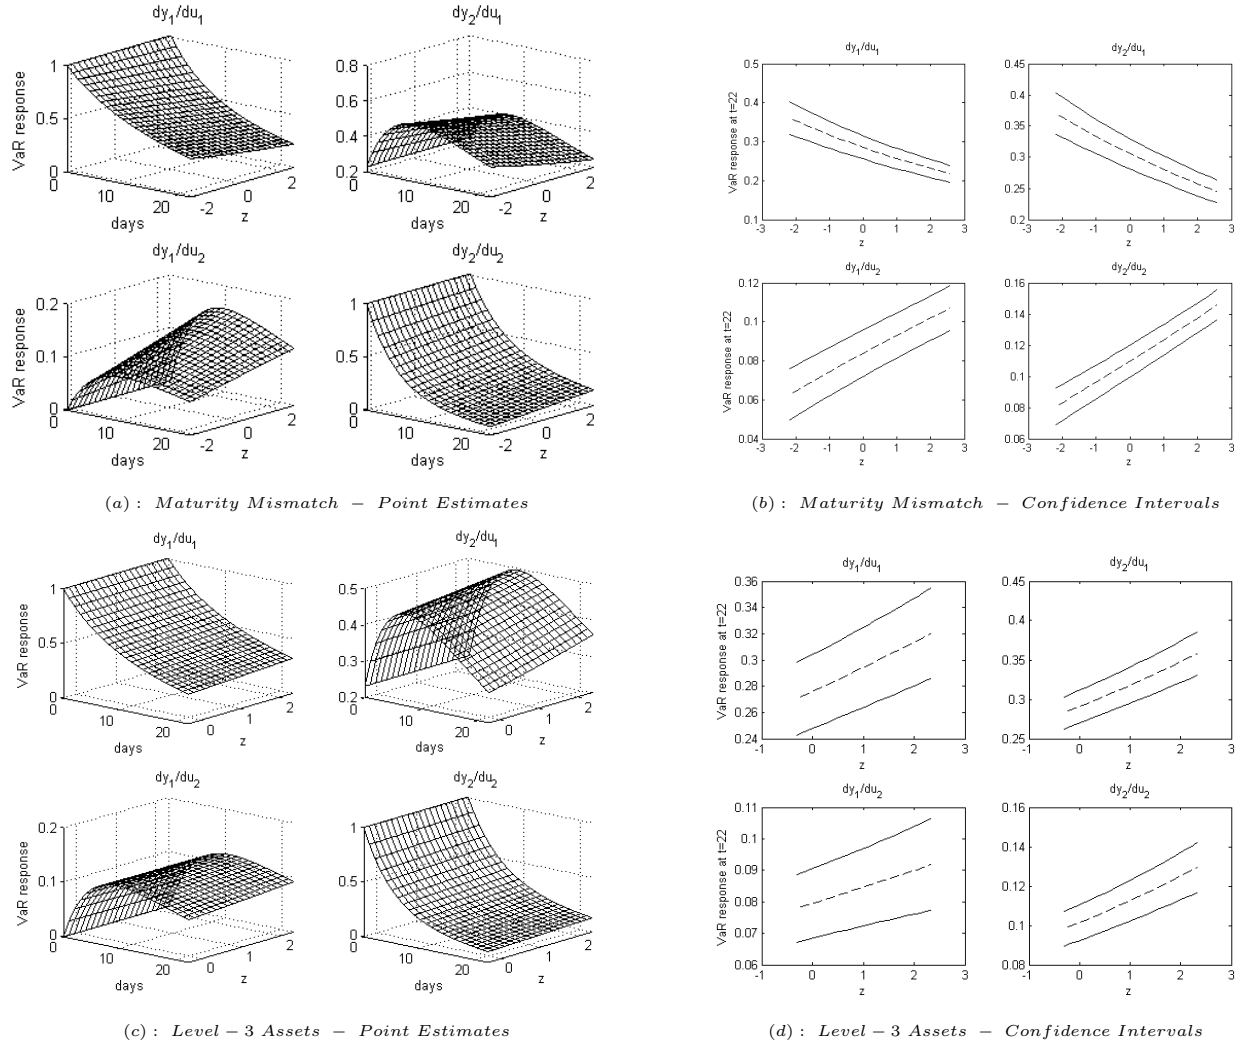 dy1/du1
dy2/du1
VaR response
1
0.5
0
0
10
20
days
-2
0
2
z
0.8
0.6
0.4
0.2
0
10
20
-2
0
2
z
dy1/du2
dy2/du2
VaR response
0.2
0.1
0
0
10
20
days
-2
0
2
z
1
0.5
0
0
10
20
-2
0
2
z
(a) : Maturity Mismatch − Point Estimates
dy1/du1
dy2/du1
VaR response at t=22
0.5
0.4
0.3
0.2
0.1
-3 -2 -1 0 1 2 3
z
0.45
0.4
0.35
0.3
0.25
0.2
-3 -2 -1 0 1 2 3
z
dy1/du2
dy2/du2
VaR response at t=22
0.12
0.1
0.08
0.06
0.04
-3 -2 -1 0 1 2 3
z
0.16
0.14
0.12
0.1
0.08
0.06
-3 -2 -1 0 1 2 3
z
(b) : Maturity Mismatch − Confidence Intervals
dy1/du1
dy2/du1
VaR response
1
0.5
0
0
10
20
days
0
1
2
z
0.5
0.4
0.3
0.2
0
10
20
0
1
2
z
dy1/du2
dy2/du2
VaR response
0.2
0.1
0
0
10
20
days
0
1
2
z
1
0.5
0
0
10
20
0
1
2
z
(c) : Level − 3 Assets − Point Estimates
dy1/du1
dy2/du1
VaR response at t=22
0.36
0.34
0.32
0.3
0.28
0.26
0.24
-1 0 1 2 3
z
0.45
0.4
0.35
0.3
0.25
-1 0 1 2 3
z
dy1/du2
dy2/du2
VaR response at t=22
0.11
0.1
0.09
0.08
0.07
0.06
-1 0 1 2 3
z
0.16
0.14
0.12
0.1
0.08
-1 0 1 2 3
z
(d) : Level − 3 Assets − Confidence Intervals